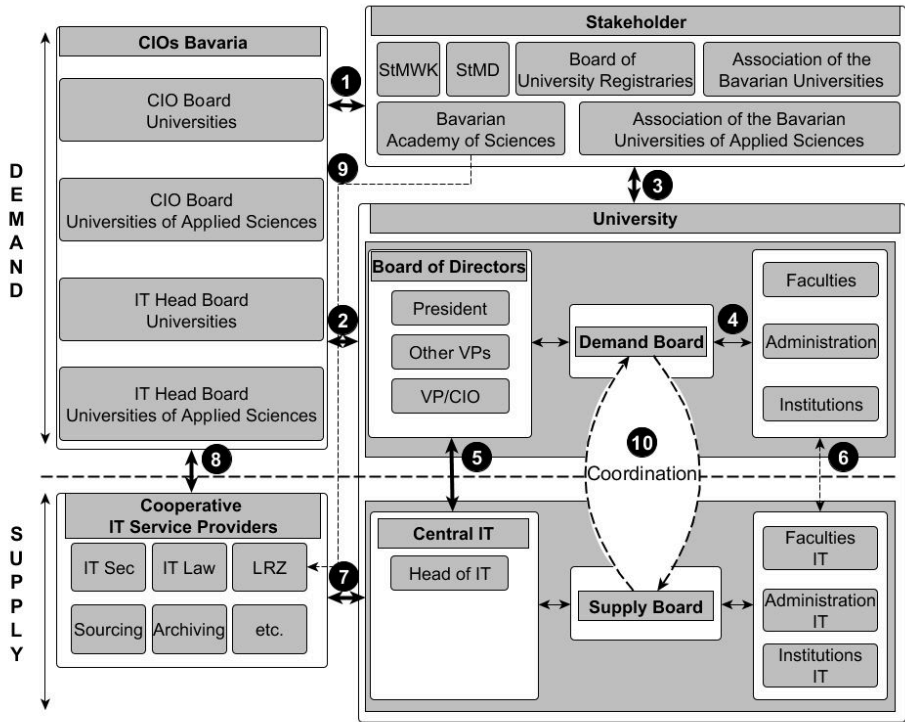 DEMAND
SUPPLY
CIOs Bavaria
CIO Board
Universities
CIO Board
Universities of Applied Sciences
IT Head Board
Universities
IT Head Board
Universities of Applied Sciences
1
Stakeholder
StMWK
StMD
Board of
University Registraries
Association of the
Bavarian Universities
Bavarian
Academy of Sciences
Association of the Bavarian
Universities of Applied Sciences
9
3
2
University
Board of Directors
President
Other VPs
VP/CIO
Demand Board
4
Faculties
Administration
Institutions
8
5
10
Coordination
6
Cooperative
IT Service Providers
IT Sec
IT Law
LRZ
Sourcing
Archiving
etc.
7
Central IT
Head of IT
Supply Board
Faculties
IT
Administration
IT
Institutions
IT